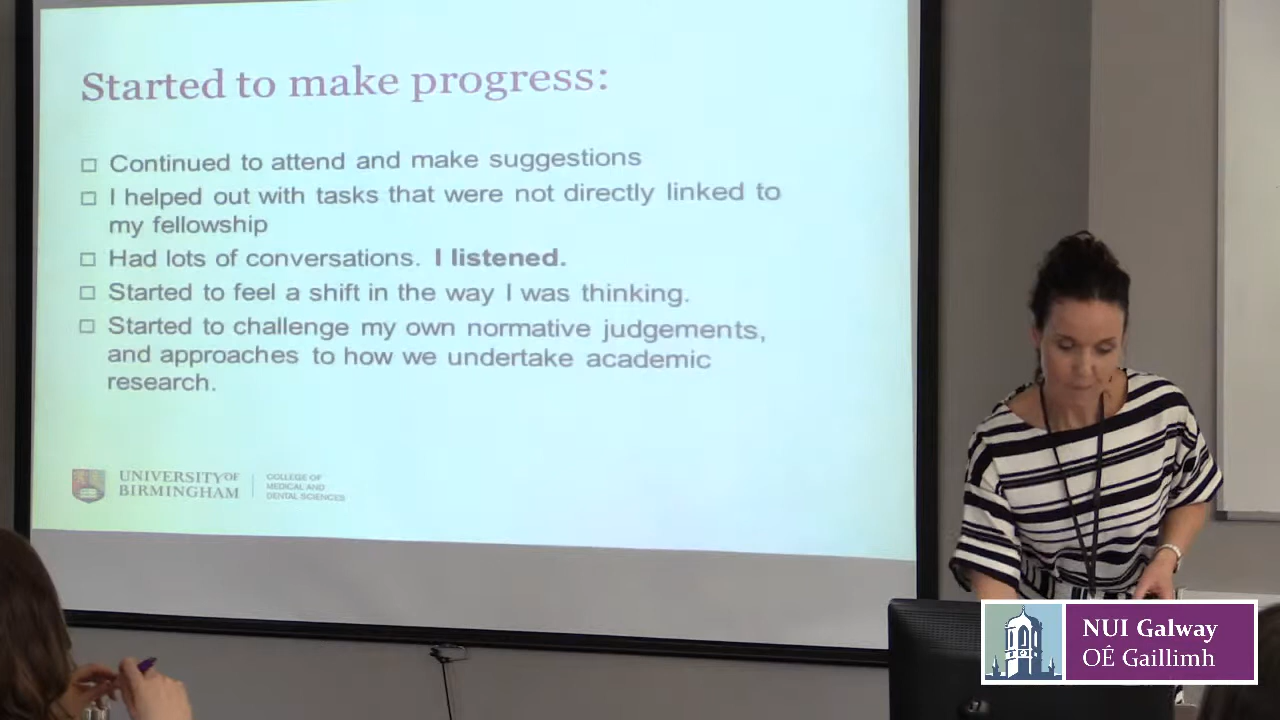 Started to make progress:
Continued to attend and make suggestions
I helped out with tasks that were not directly linked to
my fellowship
Had lots of conversations. I listened.
Started to feel a shift in the way I was thinking.
Started to challenge my own normative judgements,
and approaches to how we undertake academic
research.
UNIVERSITY OF
BIRMINGHAM
COLLEGE OF
MEDICAL AND
DENTAL SCIENCES
NUI Galway
OÉ Gaillimh